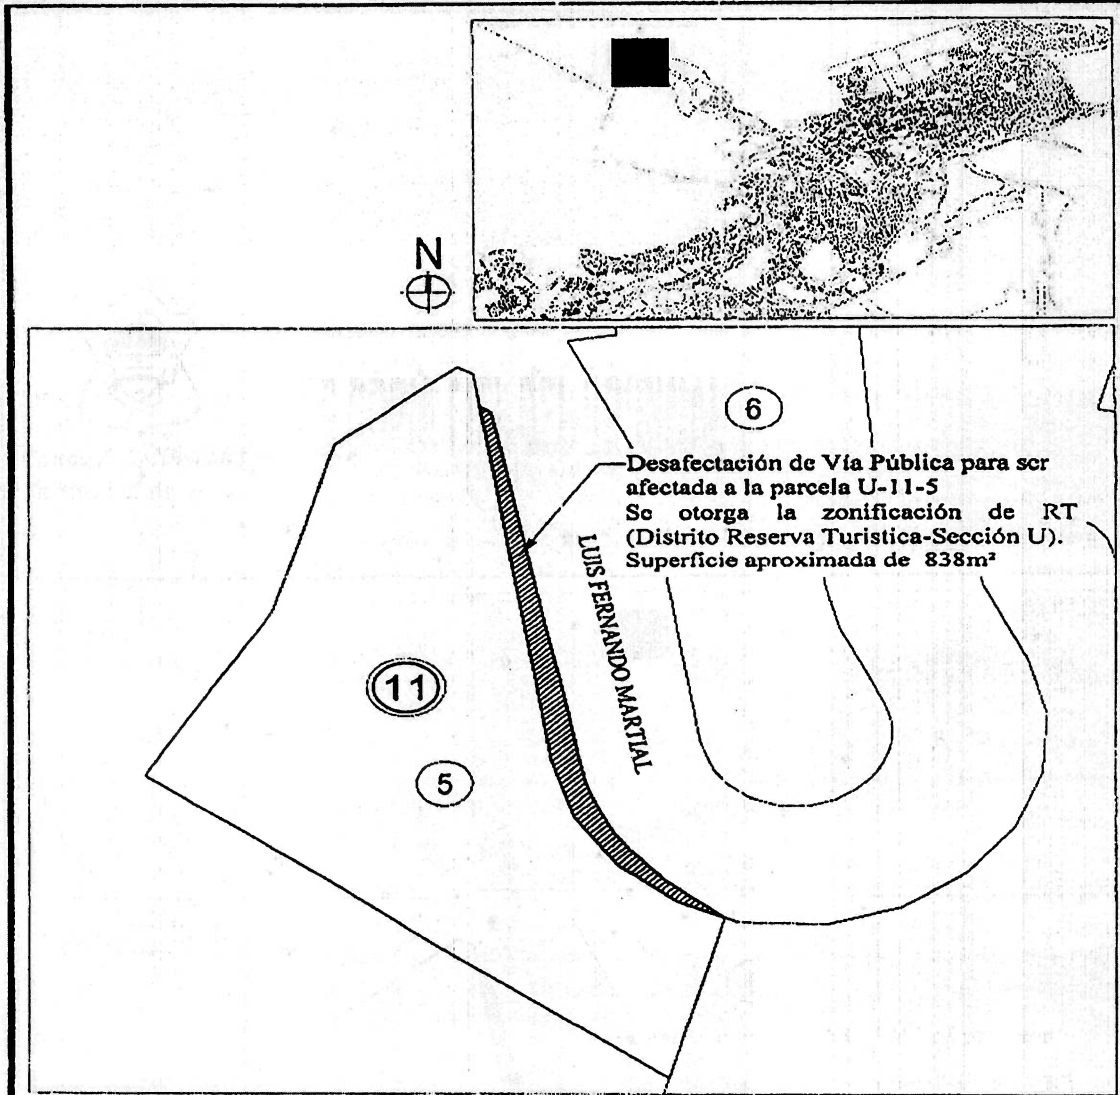 N
6
Desafectación de Vía Pública para ser
afectada a la parcela U-11-5
Se otorga la zonificación de RT
(Distrito Reserva Turistica-Sección U).
Superficie aproximada de 838m²
LUIS FERNANDO MARTIAL
11
5